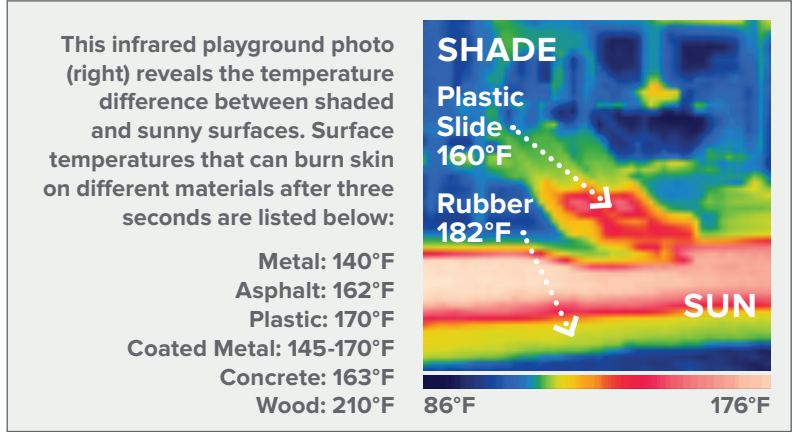 This infrared playground photo
(right) reveals the temperature
difference between shaded
and sunny surfaces. Surface
temperatures that can burn skin
on different materials after three
seconds are listed below:
Metal: 140°F
Asphalt: 162°F
Plastic: 170°F
Coated Metal: 145-170°F
Concrete: 163°F
Wood: 210°F
SHADE
Plastic
Slide
160°F
Rubber
182°F
SUN
86°F
176°F